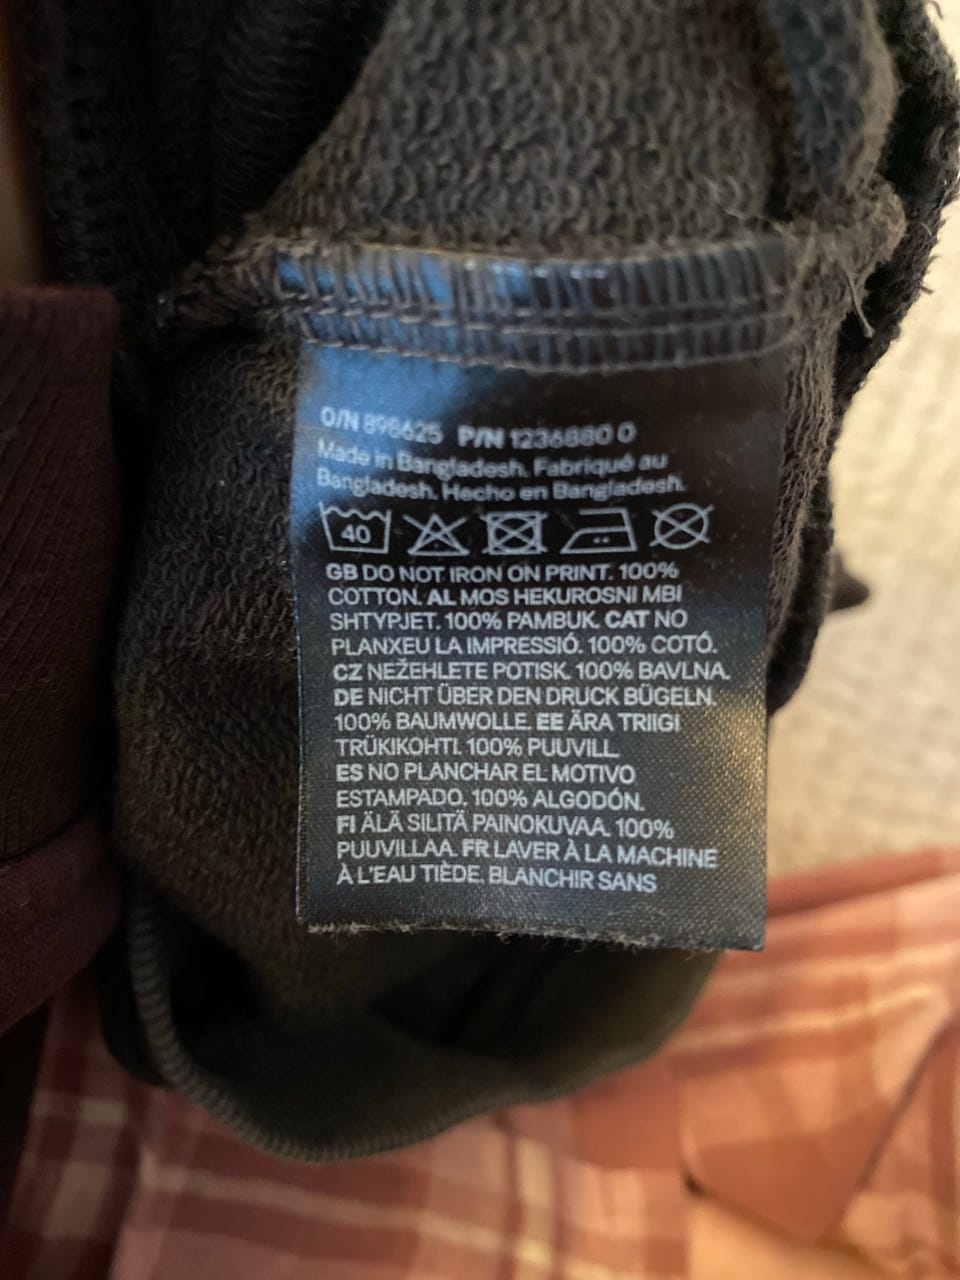 O/N 898625 P/N 1236880 0
Made in Bangladesh. Fabriqué au
Bangladesh. Hecho en Bangladesh.
40
GB DO NOT IRON ON PRINT. 100%
COTTON. AL MOS HEKUROSNI MBI
SHTYPJET. 100% PAMBUK. CAT NO
PLANXEU LA IMPRESSIÓ. 100% COTÓ.
CZ NEŽEHLETE POTISK. 100% BAVLNA.
DE NICHT ÜBER DEN DRUCK BÜGELN.
100% BAUMWOLLE. EE ÄRA TRIIGI
TRÜKIKOHTI. 100% PUUVILL
ES NO PLANCHAR EL MOTIVO
ESTAMPADO. 100% ALGODÓN.
FI ÄLÄ SILITÄ PAINOKUVAA. 100%
PUUVILLAA. FR LAVER À LA MACHINE
À L'EAU TIÈDE. BLANCHIR SANS